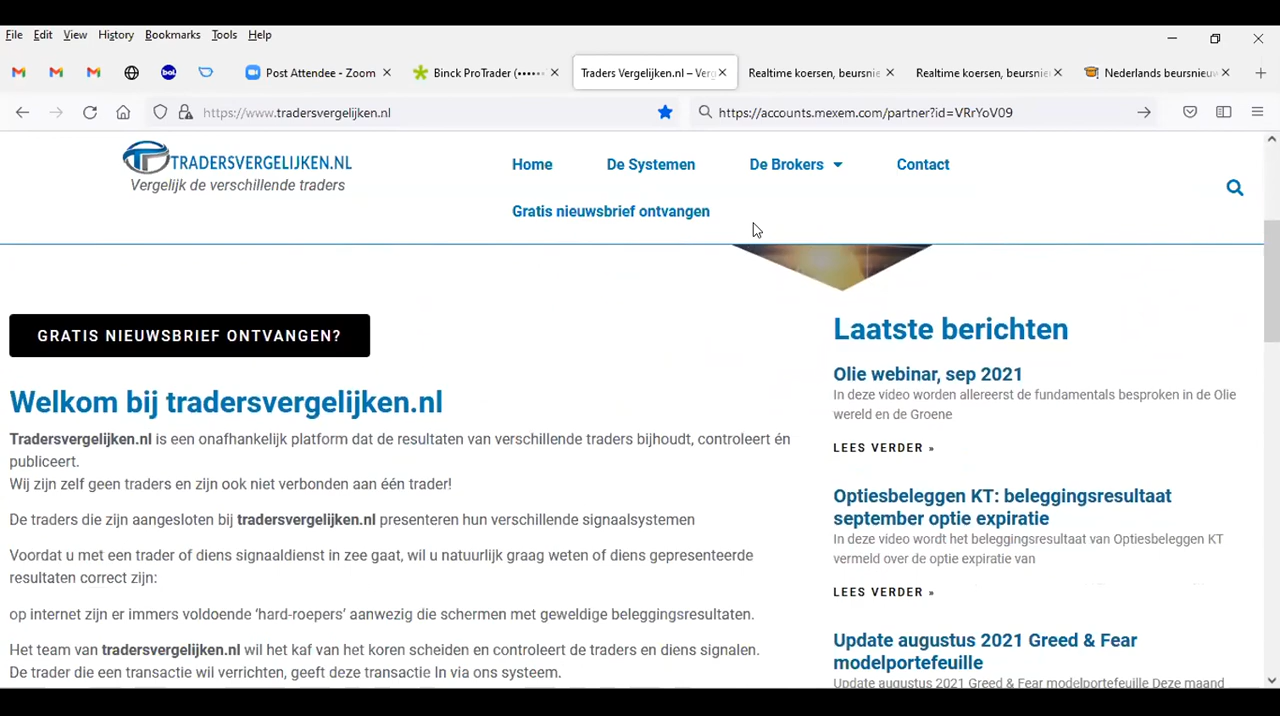 File Edit View History Bookmarks Tools Help
bol
Post Attendee - Zoom
Binck ProTrader (••••••
Traders Vergelijken.nl – Verg
Realtime koersen, beursnie
Realtime koersen, beursnie
Nederlands beursnieuw
https://www.tradersvergelijken.nl
https://accounts.mexem.com/partner?id=VRrYoV09
TRADERSVERGELIJKEN.NL
Vergelijk de verschillende traders
Home De Systemen De Brokers Contact
Gratis nieuwsbrief ontvangen
GRATIS NIEUWSBRIEF ONTVANGEN?
Welkom bij tradersvergelijken.nl
Tradersvergelijken.nl is een onafhankelijk platform dat de resultaten van verschillende traders bijhoudt, controleert én
publiceert.
Wij zijn zelf geen traders en zijn ook niet verbonden aan één trader!
De traders die zijn aangesloten bij tradersvergelijken.nl presenteren hun verschillende signaalsystemen
Voordat u met een trader of diens signaaldienst in zee gaat, wil u natuurlijk graag weten of diens gepresenteerde
resultaten correct zijn:
op internet zijn er immers voldoende ‘hard-roepers’ aanwezig die schermen met geweldige beleggingsresultaten.
Het team van tradersvergelijken.nl wil het kaf van het koren scheiden en controleert de traders en diens signalen.
De trader die een transactie wil verrichten, geeft deze transactie In via ons systeem.
Laatste berichten
Olie webinar, sep 2021
In deze video worden allereerst de fundamentals besproken in de Olie
wereld en de Groene
LEES VERDER »
Optiesbeleggen KT: beleggingsresultaat
september optie expiratie
In deze video wordt het beleggingsresultaat van Optiesbeleggen KT
vermeld over de optie expiratie van
LEES VERDER »
Update augustus 2021 Greed & Fear
modelportefeuille
Update augustus 2021 Greed & Fear modelportefeuille Deze maand